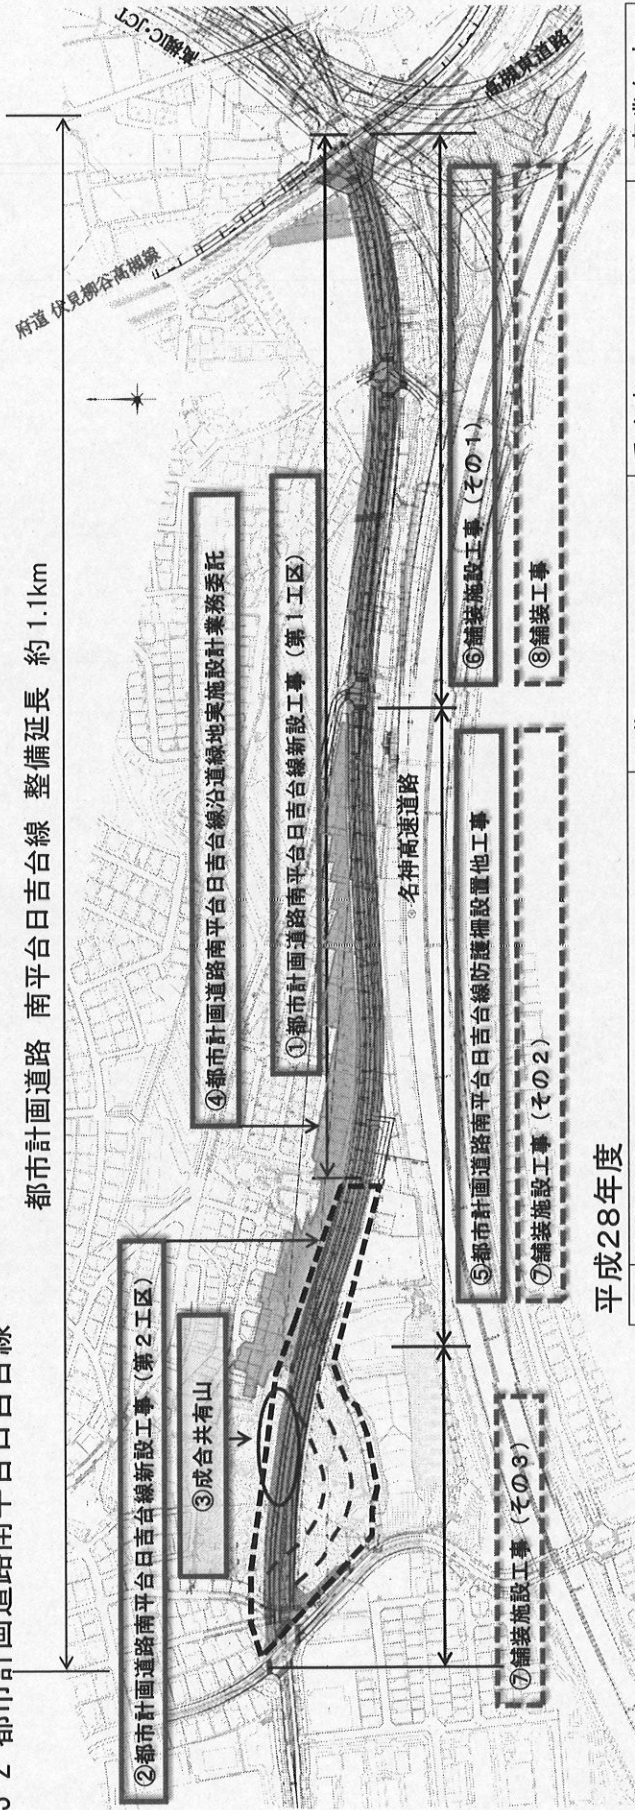 都市計画道路 南平台日吉台線 整備延長 約1.1km
高槻IC・JCT
高槻東道路
府道 伏見柳谷高槻線
②都市計画道路南平台日吉台線新設工事（第２工区）
③成合共有山
④都市計画道路南平台日吉台線沿道緑地実施設計業務委託
①都市計画道路南平台日吉台線新設工事（第１工区）
名神高速道路
⑦舗装施設工事（その３）
⑤都市計画道路南平台日吉台線防護柵設置他工事
⑦舗装施設工事（その２）
⑥舗装施設工事（その１）
⑧舗装工事
平成28年度